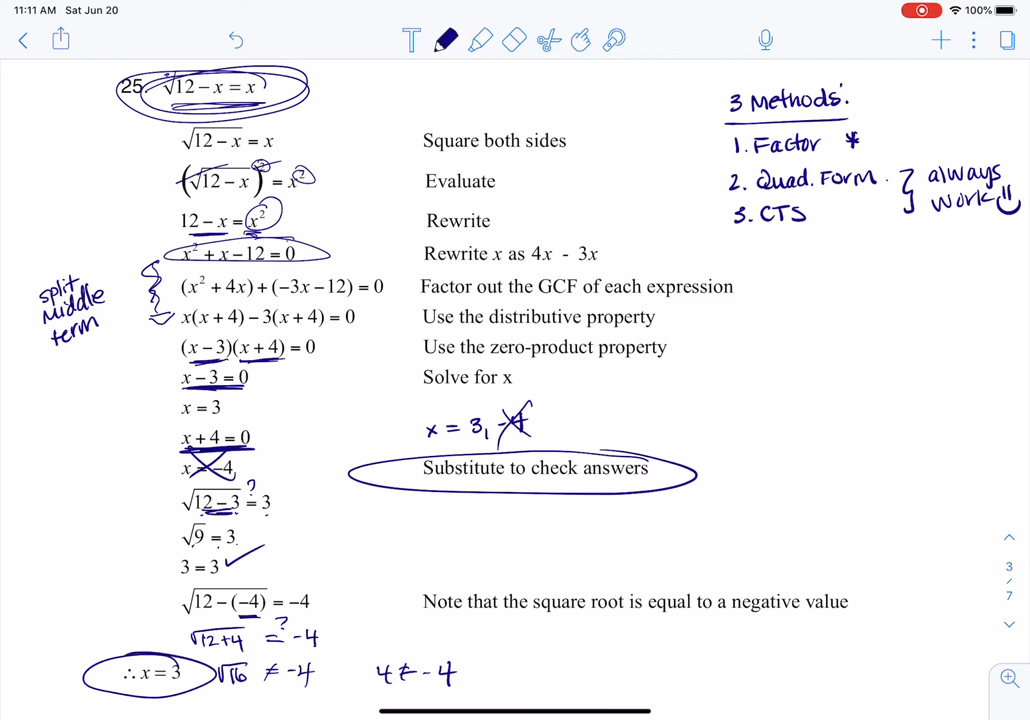 11:11 AM Sat Jun 20
100%
T
25. √12 − x = x
√12 − x = x Square both sides
(√12 − x)² = x² Evaluate
12 − x = x² Rewrite
x² + x − 12 = 0 Rewrite x as 4x - 3x
(x² + 4x) + (−3x − 12) = 0 Factor out the GCF of each expression
x(x + 4) − 3(x + 4) = 0 Use the distributive property
(x − 3)(x + 4) = 0 Use the zero-product property
x − 3 = 0 Solve for x
x = 3
x = 3, -4
x + 4 = 0
x = −4 Substitute to check answers
√12 − 3 ?= 3
√9 = 3
3 = 3 ✓
√12 − (−4) = −4 Note that the square root is equal to a negative value
√12+4 ?= -4
∴ x = 3 √16 ≠ -4 4 ≠ -4
split
middle
term
3 Methods:
1. Factor *
2. Quad. Form.
3. CTS
always
work
3
/
7